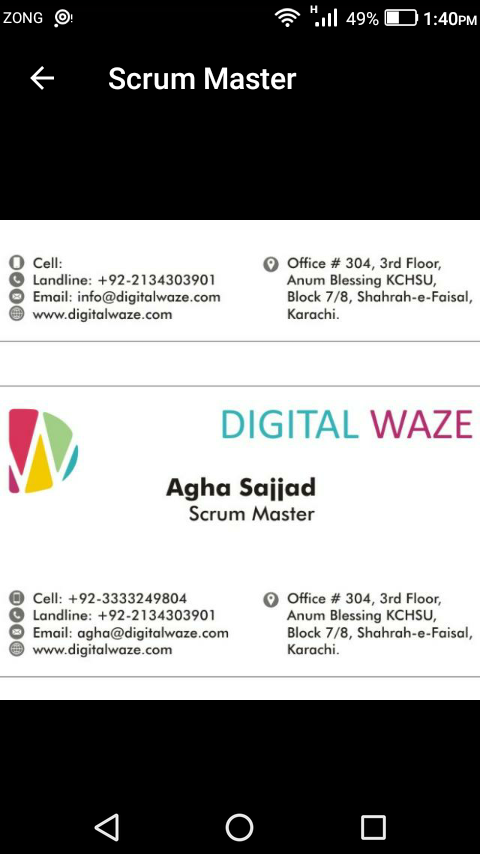 ZONG H 49% 1:40PM
Scrum Master
Cell:
Landline: +92-2134303901
Email: info@digitalwaze.com
www.digitalwaze.com
Office # 304, 3rd Floor,
Anum Blessing KCHSU,
Block 7/8, Shahrah-e-Faisal,
Karachi.
DIGITAL WAZE
Agha Sajjad
Scrum Master
Cell: +92-3333249804
Landline: +92-2134303901
Email: agha@digitalwaze.com
www.digitalwaze.com
Office # 304, 3rd Floor,
Anum Blessing KCHSU,
Block 7/8, Shahrah-e-Faisal,
Karachi.